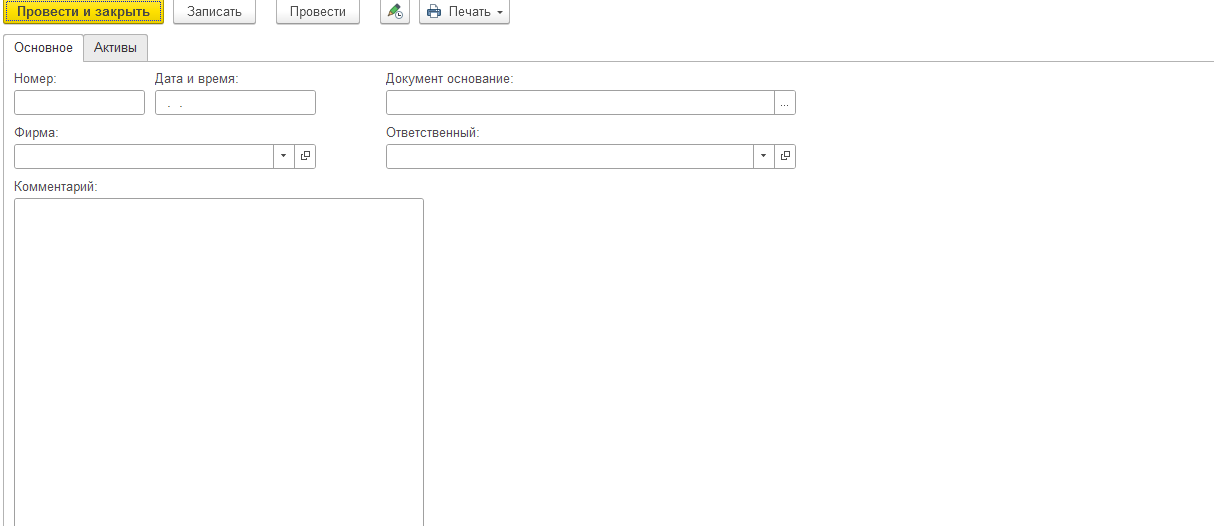 Провести и закрыть Записать Провести Печать
Основное Активы
Номер: Дата и время: Документ основание:
. . ...
Фирма: Ответственный:
Комментарий: